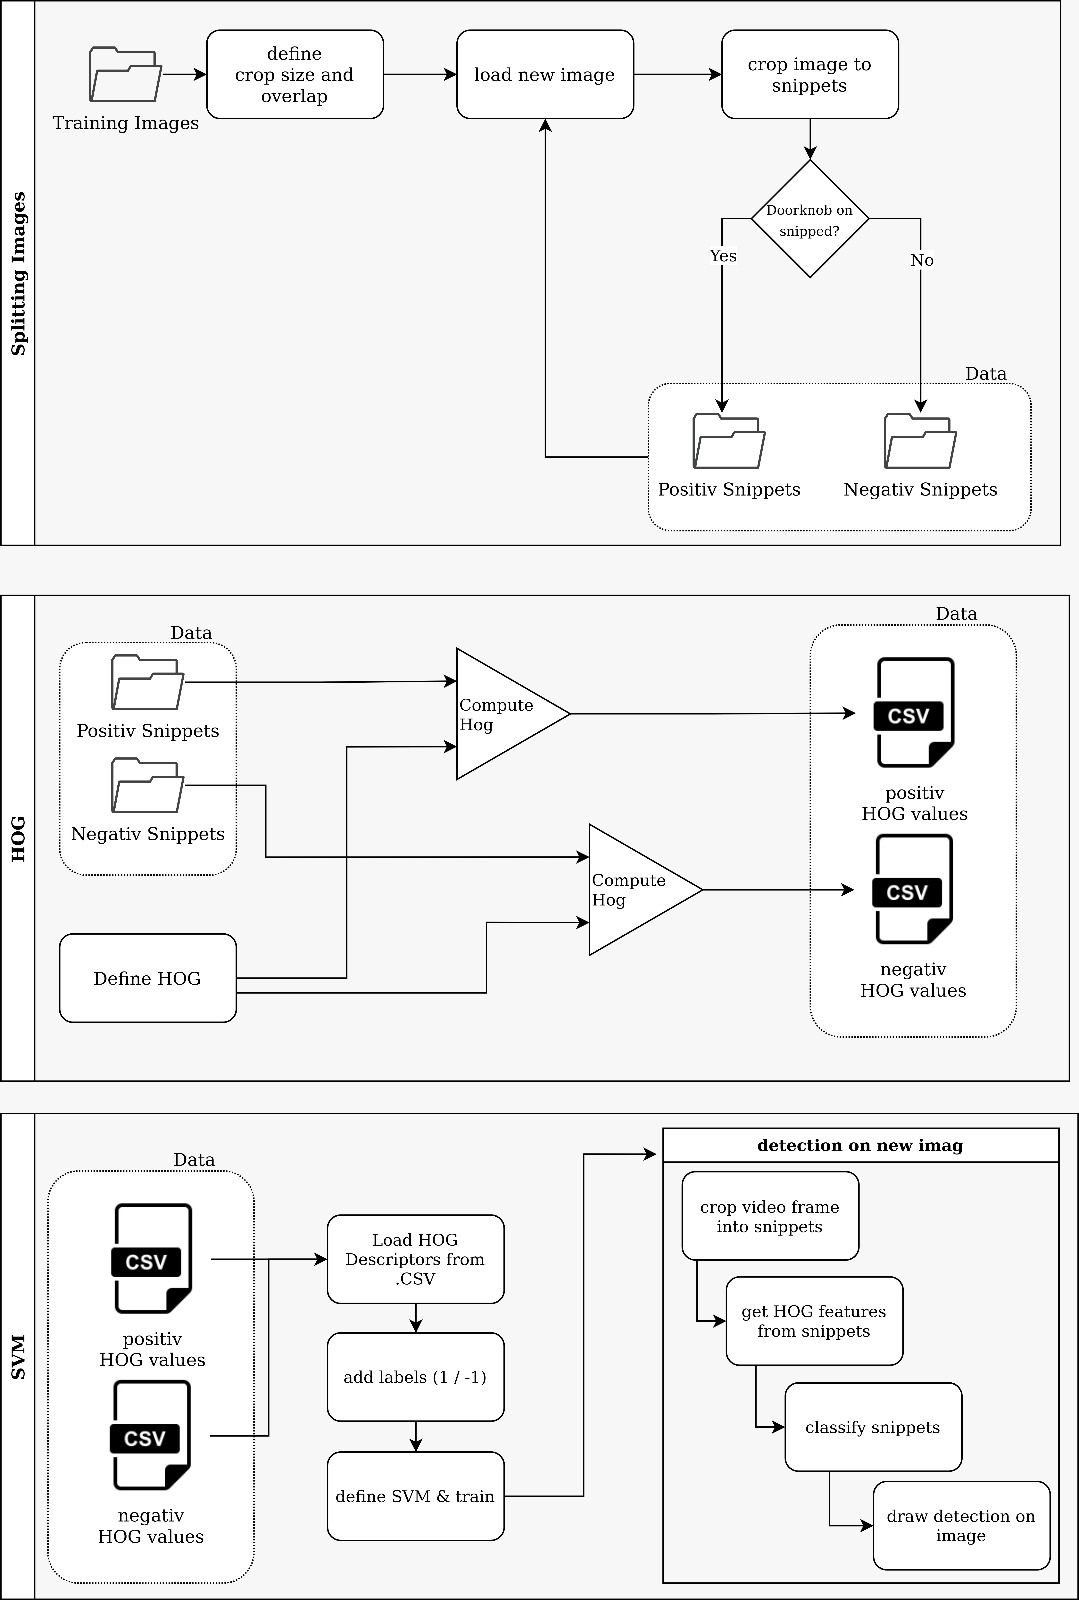 Splitting Images
Training Images
define
crop size and
overlap
load new image
crop image to
snippets
Doorknob on
snipped?
Yes
No
Data
Positiv Snippets
Negativ Snippets
HOG
Data
Positiv Snippets
Negativ Snippets
Define HOG
Compute
Hog
Compute
Hog
Data
CSV
positiv
HOG values
CSV
negativ
HOG values
SVM
Data
CSV
positiv
HOG values
CSV
negativ
HOG values
Load HOG
Descriptors from
.CSV
add labels (1 / -1)
define SVM & train
detection on new imag
crop video frame
into snippets
get HOG features
from snippets
classify snippets
draw detection on
image